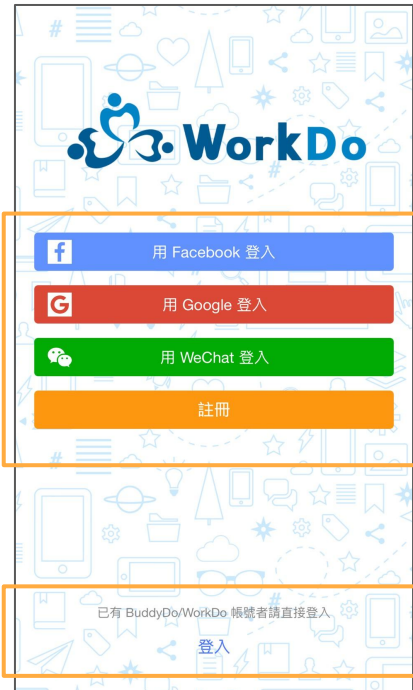 WorkDo
用 Facebook 登入
用 Google 登入
用 WeChat 登入
註冊
已有 BuddyDo/WorkDo 帳號者請直接登入
登入